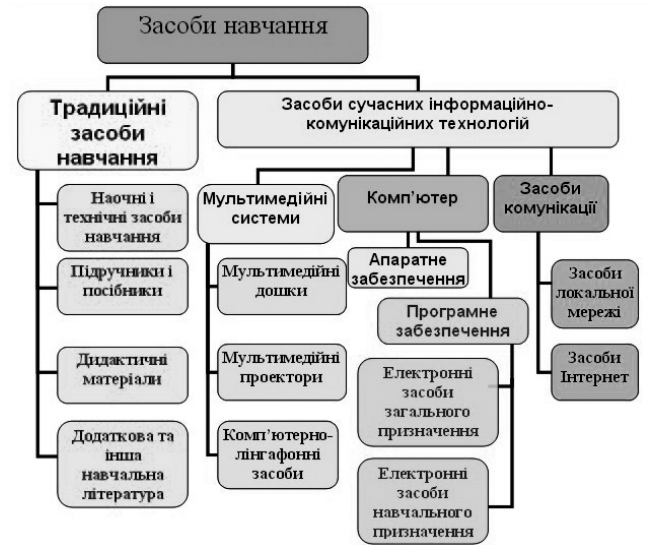 Засоби навчання
Традиційні
засоби
навчання
Засоби сучасних інформаційно-
комунікаційних технологій
Наочні і
технічні засоби
навчання
Підручники і
посібники
Дидактичні
матеріали
Додаткова та
інша
навчальна
література
Мультимедійні
системи
Мультимедійні
дошки
Мультимедійні
проектори
Комп’ютерно-
лінгафонні
засоби
Комп’ютер
Апаратне
забезпечення
Програмне
забезпечення
Електронні
засоби
загального
призначення
Електронні
засоби
навчального
призначення
Засоби
комунікації
Засоби
локальної
мережі
Засоби
Інтернет